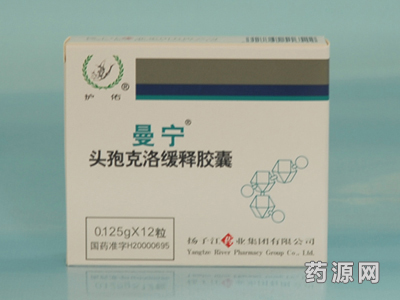 护佑®
曼宁®
头孢克洛缓释胶囊
0.125gX12粒
国药准字H20000695
扬子江药业集团有限公司
Yangtze River Pharmacy Group Co., Ltd.
药源网